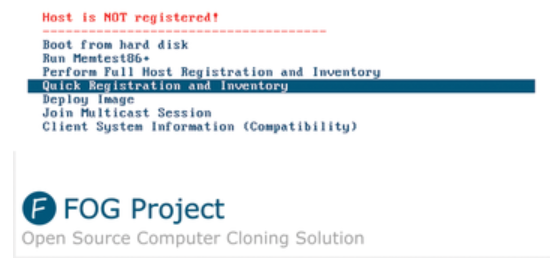 Host is NOT registered!
------------------------------------
Boot from hard disk
Run Memtest86+
Perform Full Host Registration and Inventory
Quick Registration and Inventory
Deploy Image
Join Multicast Session
Client System Information (Compatibility)
F FOG Project
Open Source Computer Cloning Solution